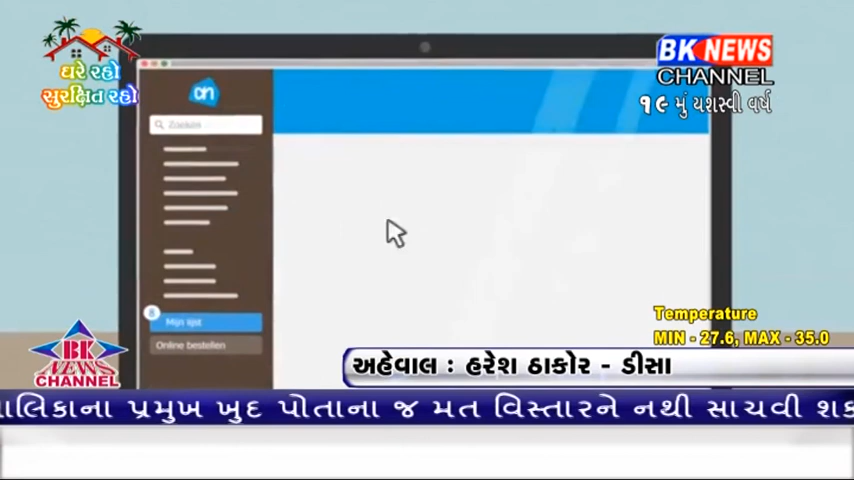 ઘરે રહો
સુરક્ષિત રહો
BK NEWS
CHANNEL
૧૯ મું યશસ્વી વર્ષ
Zoeken
8
Mijn lijst
Online bestellen
Temperature
MIN - 27.6, MAX - 35.0
BK
NEWS
CHANNEL
અહેવાલ : હરેશ ઠાકોર - ડીસા
ાલિકાના પ્રમુખ ખુદ પોતાના જ મત વિસ્તારને નથી સાચવી શક